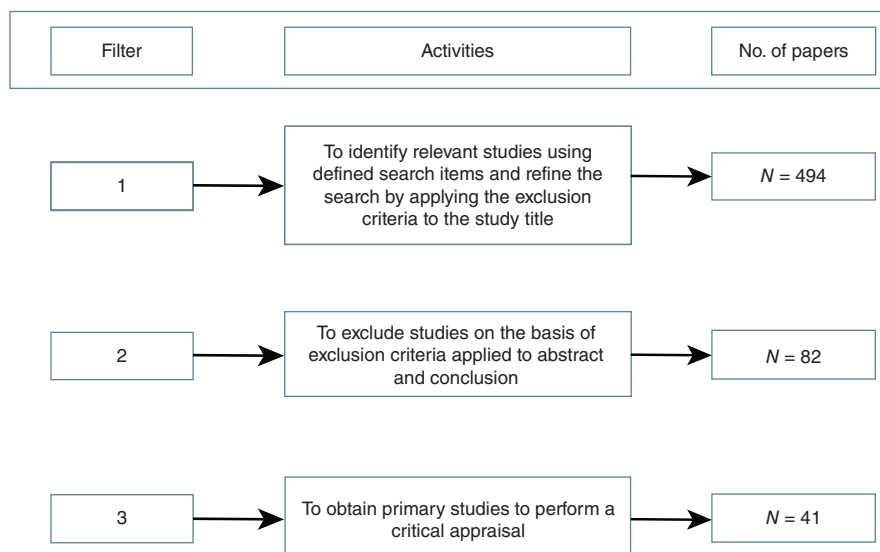 Filter
Activities
No. of papers
1
To identify relevant studies using
defined search items and refine the
search by applying the exclusion
criteria to the study title
N = 494
2
To exclude studies on the basis of
exclusion criteria applied to abstract
and conclusion
N = 82
3
To obtain primary studies to perform a
critical appraisal
N = 41